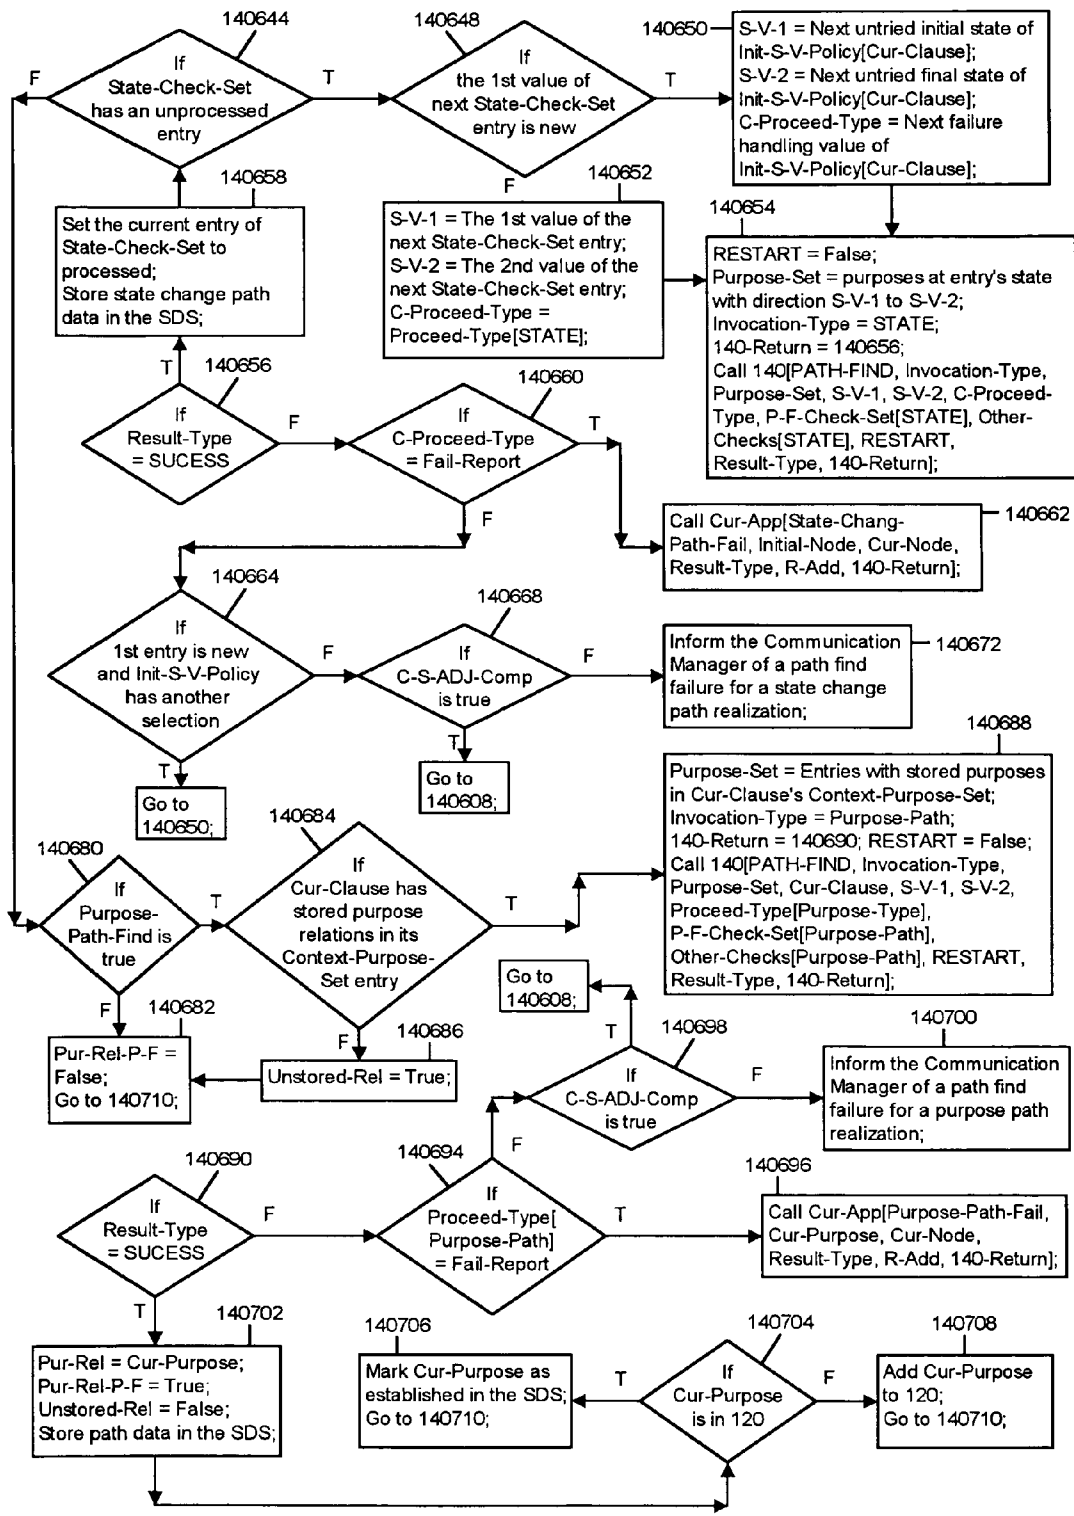 140644
If
State-Check-Set
has an unprocessed
entry
F
T
140648
If
the 1st value of
next State-Check-Set
entry is new
T
F
140650
S-V-1 = Next untried initial state of
Init-S-V-Policy[Cur-Clause];
S-V-2 = Next untried final state of
Init-S-V-Policy[Cur-Clause];
C-Proceed-Type = Next failure
handling value of
Init-S-V-Policy[Cur-Clause];
140658
Set the current entry of
State-Check-Set to
processed;
Store state change path
data in the SDS;
140652
S-V-1 = The 1st value of the
next State-Check-Set entry;
S-V-2 = The 2nd value of the
next State-Check-Set entry;
C-Proceed-Type =
Proceed-Type[STATE];
140654
RESTART = False;
Purpose-Set = purposes at entry's state
with direction S-V-1 to S-V-2;
Invocation-Type = STATE;
140-Return = 140656;
Call 140[PATH-FIND, Invocation-Type,
Purpose-Set, S-V-1, S-V-2, C-Proceed-
Type, P-F-Check-Set[STATE], Other-
Checks[STATE], RESTART,
Result-Type, 140-Return];
T
140656
If
Result-Type
= SUCESS
F
140660
If
C-Proceed-Type
= Fail-Report
T
F
Call Cur-App[State-Chang-
Path-Fail, Initial-Node, Cur-Node,
Result-Type, R-Add, 140-Return];
140662
140664
If
1st entry is new
and Init-S-V-Policy
has another
selection
F
T
Go to
140650;
140668
If
C-S-ADJ-Comp
is true
F
T
Go to
140608;
Inform the Communication
Manager of a path find
failure for a state change
path realization;
140672
140680
If
Purpose-
Path-Find is
true
T
F
140684
If
Cur-Clause has
stored purpose
relations in its
Context-Purpose-
Set entry
T
F
140688
Purpose-Set = Entries with stored purposes
in Cur-Clause's Context-Purpose-Set;
Invocation-Type = Purpose-Path;
140-Return = 140690; RESTART = False;
Call 140[PATH-FIND, Invocation-Type,
Purpose-Set, Cur-Clause, S-V-1, S-V-2,
Proceed-Type[Purpose-Type],
P-F-Check-Set[Purpose-Path],
Other-Checks[Purpose-Path], RESTART,
Result-Type, 140-Return];
140682
Pur-Rel-P-F =
False;
Go to 140710;
140686
Unstored-Rel = True;
Go to
140608;
T
140698
If
C-S-ADJ-Comp
is true
F
140700
Inform the Communication
Manager of a path find
failure for a purpose path
realization;
140690
If
Result-Type
= SUCESS
F
T
140694
If
Proceed-Type[
Purpose-Path]
= Fail-Report
F
T
140696
Call Cur-App[Purpose-Path-Fail,
Cur-Purpose, Cur-Node,
Result-Type, R-Add, 140-Return];
140702
Pur-Rel = Cur-Purpose;
Pur-Rel-P-F = True;
Unstored-Rel = False;
Store path data in the SDS;
140706
Mark Cur-Purpose as
established in the SDS;
Go to 140710;
T
140704
If
Cur-Purpose
is in 120
F
140708
Add Cur-Purpose
to 120;
Go to 140710;